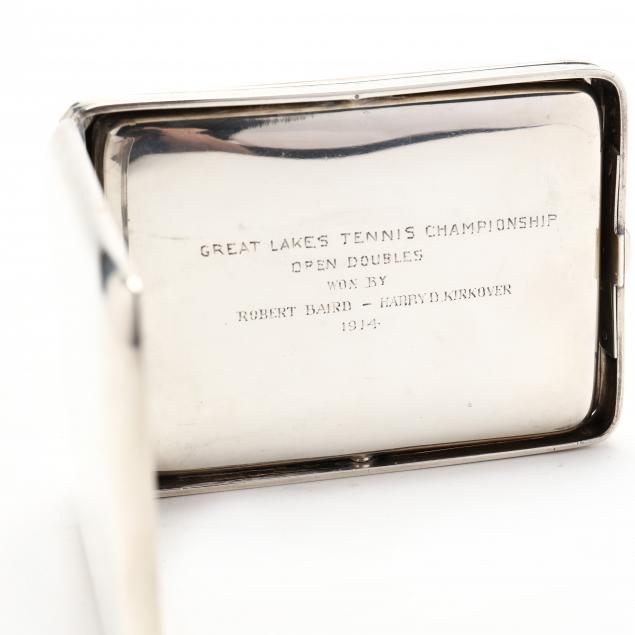 GREAT LAKES TENNIS CHAMPIONSHIP
OPEN DOUBLES
WON BY
ROBERT BAIRD – HARRY D. KIRKOVER
1914